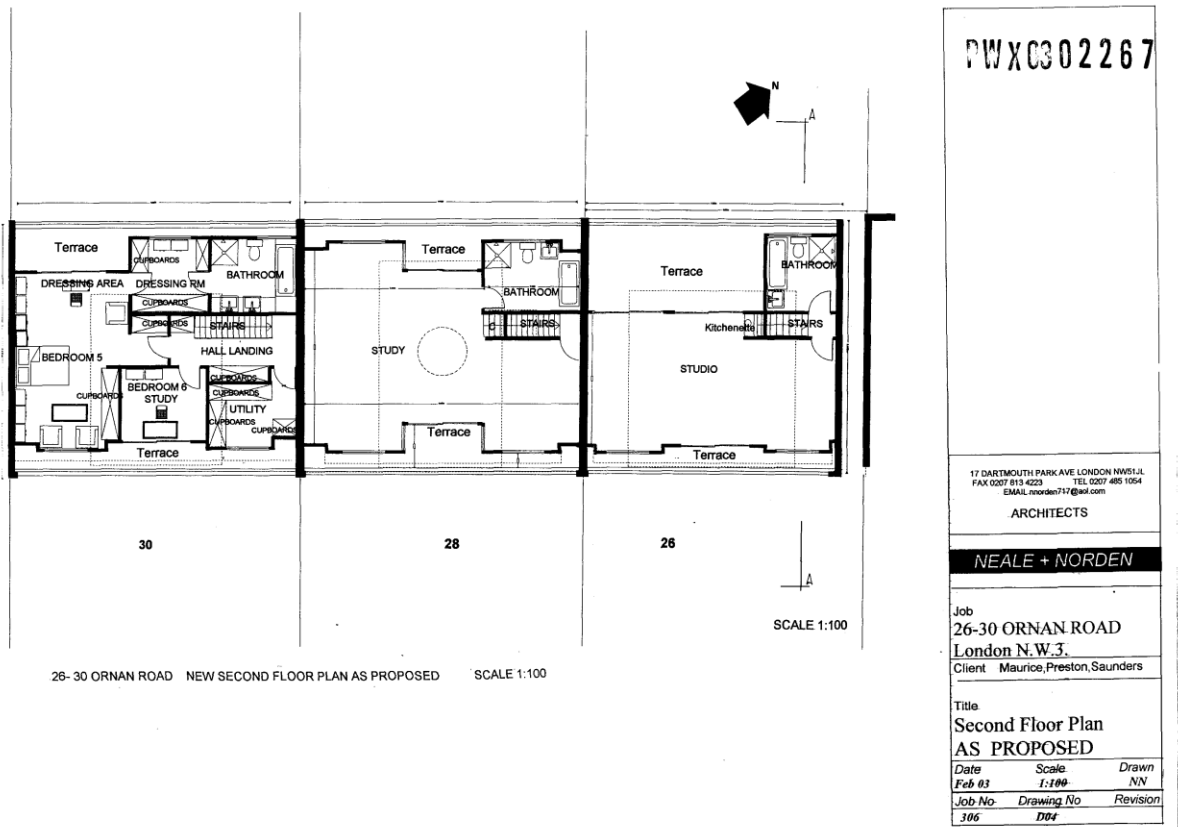 PWX0302267
N
A
Terrace
CUPBOARDS
BATHROOM
DRESSING AREA
DRESSING RM
CUPBOARDS
CUPBOARDS
STAIRS
HALL LANDING
BEDROOM 5
CUPBOARDS
BEDROOM 6
STUDY
CUPBOARDS
CUPBOARDS
UTILITY
CUPBOARDS
CUPBOARDS
Terrace
Terrace
BATHROOM
STAIRS
STUDY
Terrace
Terrace
BATHROOM
Kitchenette
STAIRS
STUDIO
Terrace
30
28
26
A
SCALE 1:100
26- 30 ORNAN ROAD NEW SECOND FLOOR PLAN AS PROPOSED SCALE 1:100
17 DARTMOUTH PARK AVE LONDON NW51JL
FAX 0207 813 4223 TEL 0207 485 1054
EMAIL nnorden717@aol.com
ARCHITECTS
NEALE + NORDEN
Job
26-30 ORNAN ROAD
London N.W.3.
Client Maurice,Preston,Saunders
Title
Second Floor Plan
AS PROPOSED
Date Scale Drawn
Feb 03 1:100 NN
Job No Drawing No Revision
306 D04